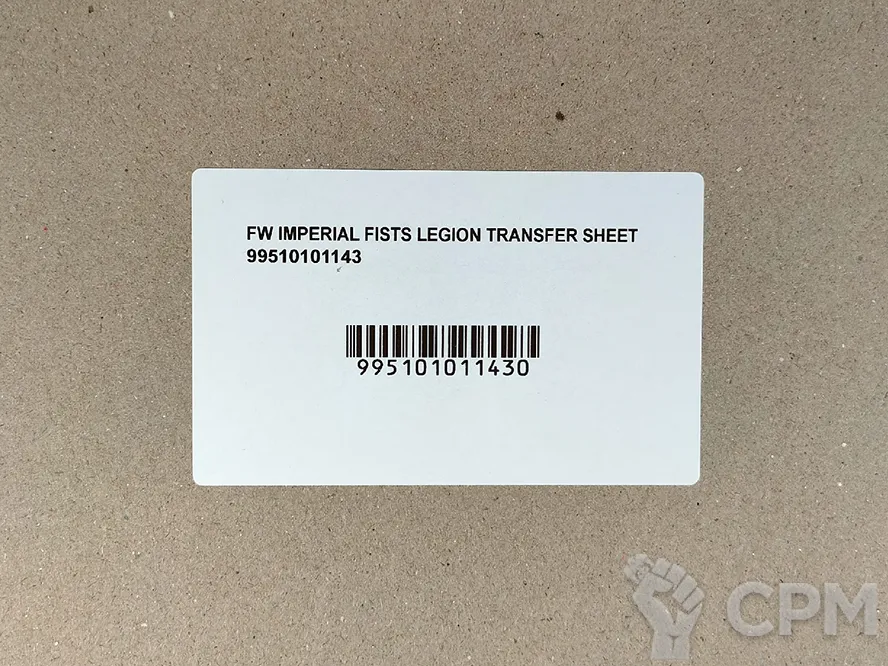 FW IMPERIAL FISTS LEGION TRANSFER SHEET
99510101143
995101011430
CPM